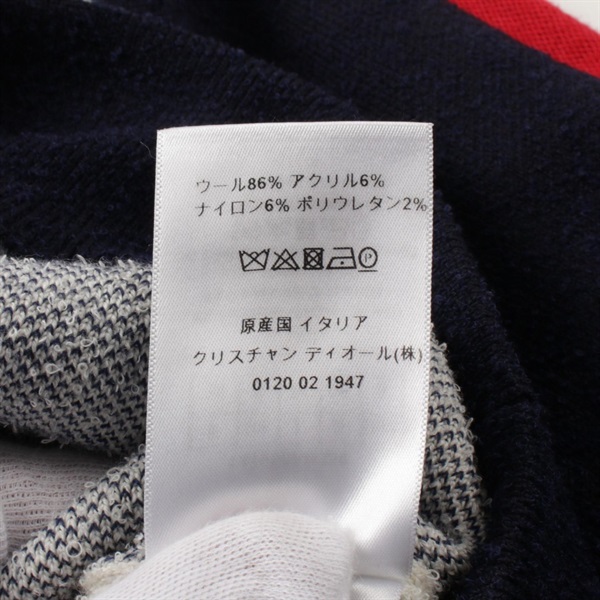 ウール86% アクリル6%
ナイロン6% ポリウレタン2%
P
原産国 イタリア
クリスチャン ディオール(株)
0120 02 1947